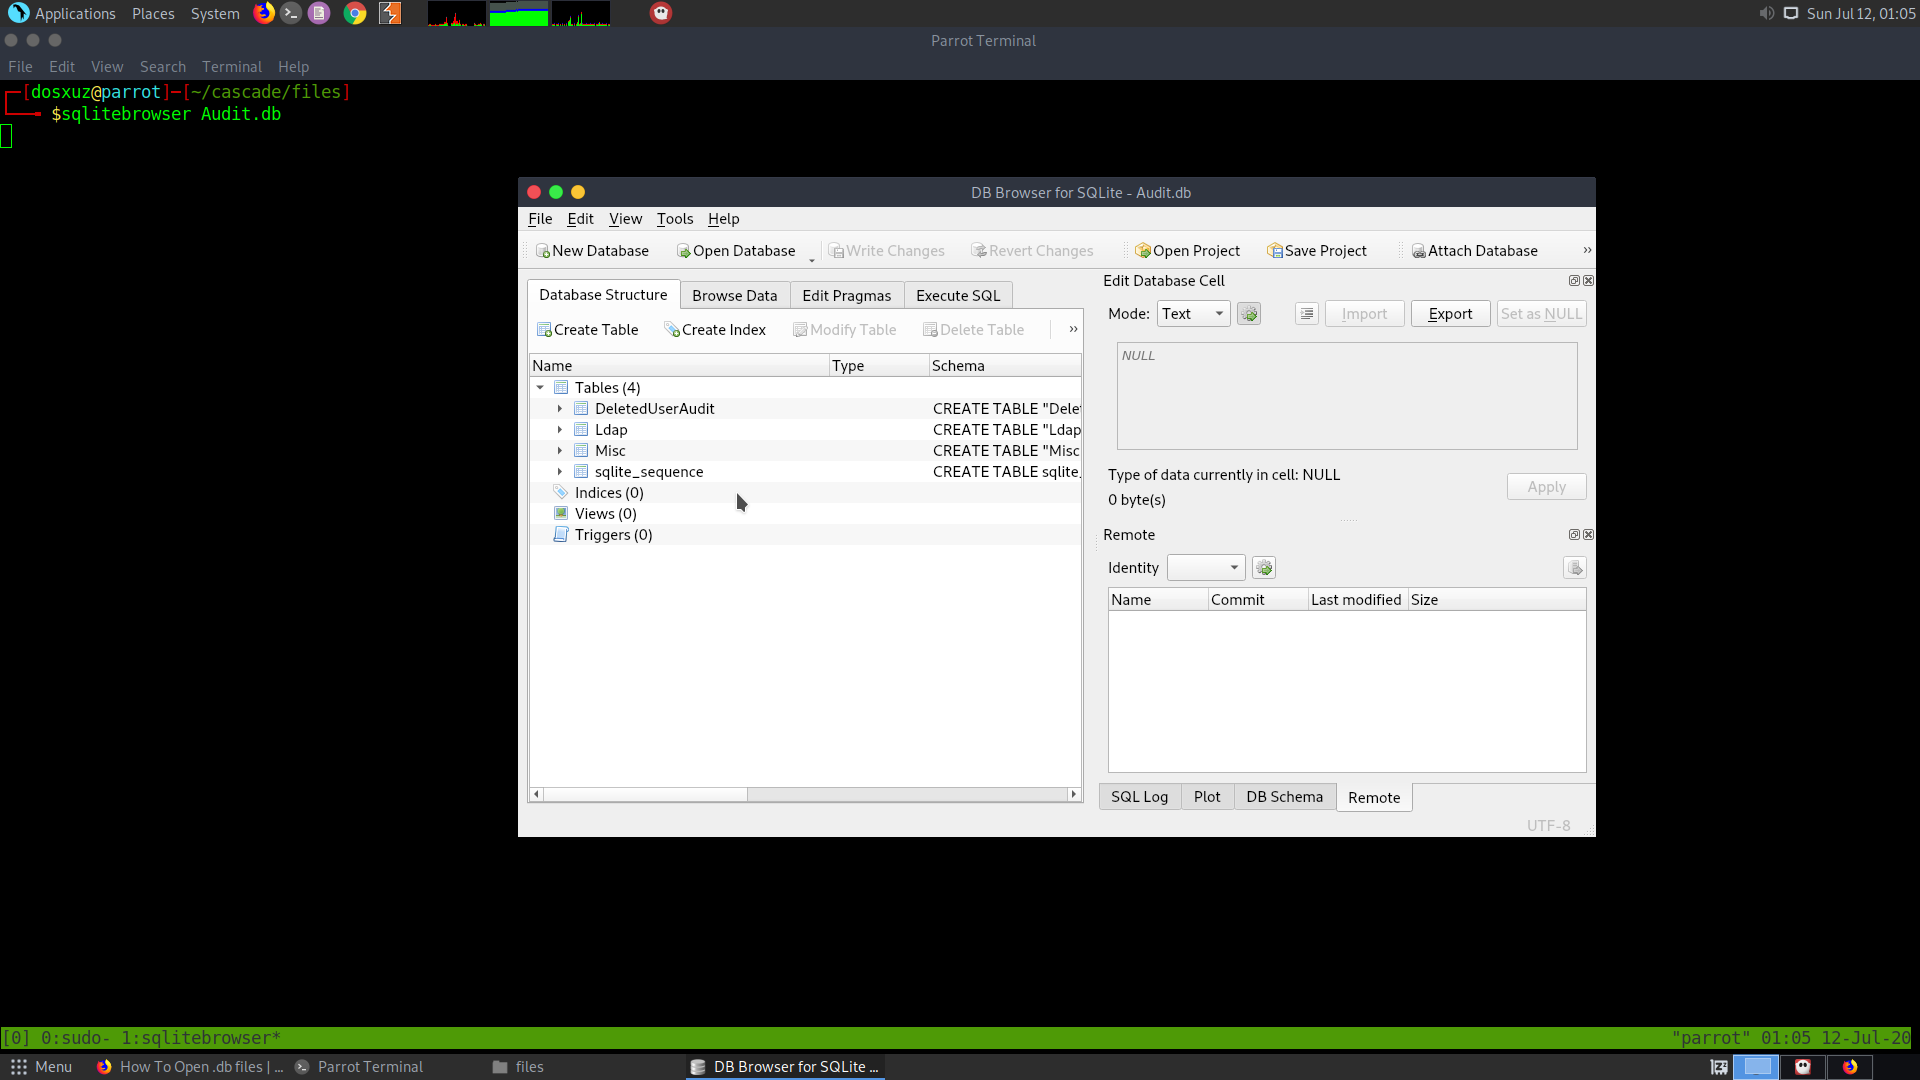 Applications Places System Sun Jul 12, 01:05
Parrot Terminal
File Edit View Search Terminal Help
[dosxuz@parrot]─[~/cascade/files]
$sqlitebrowser Audit.db
DB Browser for SQLite - Audit.db
File Edit View Tools Help
New Database Open Database Write Changes Revert Changes Open Project Save Project Attach Database »
Database Structure Browse Data Edit Pragmas Execute SQL
Create Table Create Index Modify Table Delete Table »
Name Type Schema
Tables (4)
DeletedUserAudit CREATE TABLE "Delet
Ldap CREATE TABLE "Ldap
Misc CREATE TABLE "Misc
sqlite_sequence CREATE TABLE sqlite_
Indices (0)
Views (0)
Triggers (0)
Edit Database Cell
Mode: Text Import Export Set as NULL
NULL
Type of data currently in cell: NULL
0 byte(s)
Apply
Remote
Identity
Name Commit Last modified Size
SQL Log Plot DB Schema Remote
UTF-8
[0] 0:sudo- 1:sqlitebrowser* "parrot" 01:05 12-Jul-20
Menu How To Open .db files | ... Parrot Terminal files DB Browser for SQLite ...